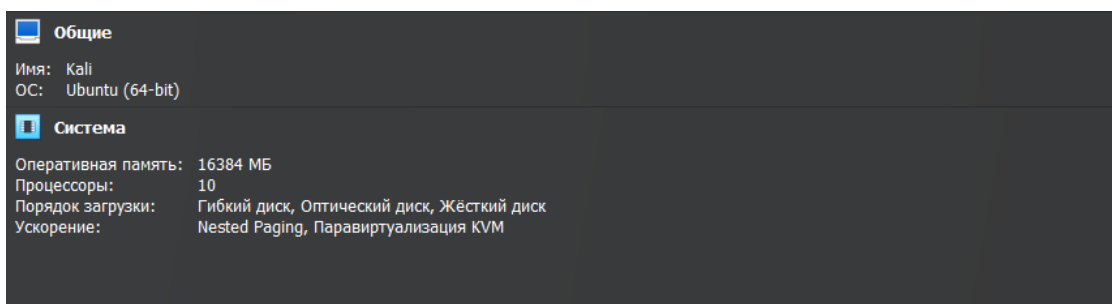 Общие
Имя: Kali
ОС: Ubuntu (64-bit)
Система
Оперативная память: 16384 МБ
Процессоры: 10
Порядок загрузки: Гибкий диск, Оптический диск, Жёсткий диск
Ускорение: Nested Paging, Паравиртуализация KVM